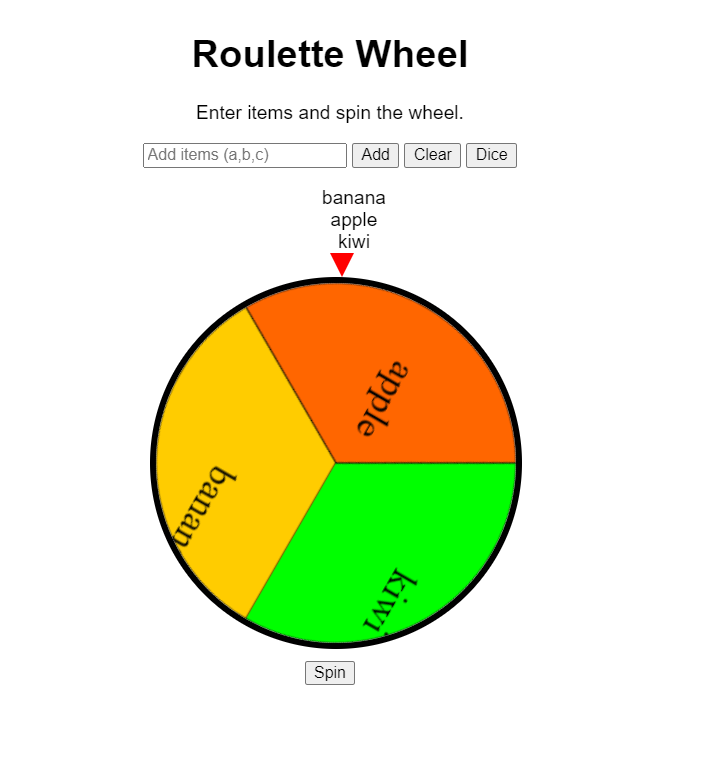 Roulette Wheel
Enter items and spin the wheel.
Add items (a,b,c) Add Clear Dice
banana
apple
kiwi
apple
banan
kiwi
Spin